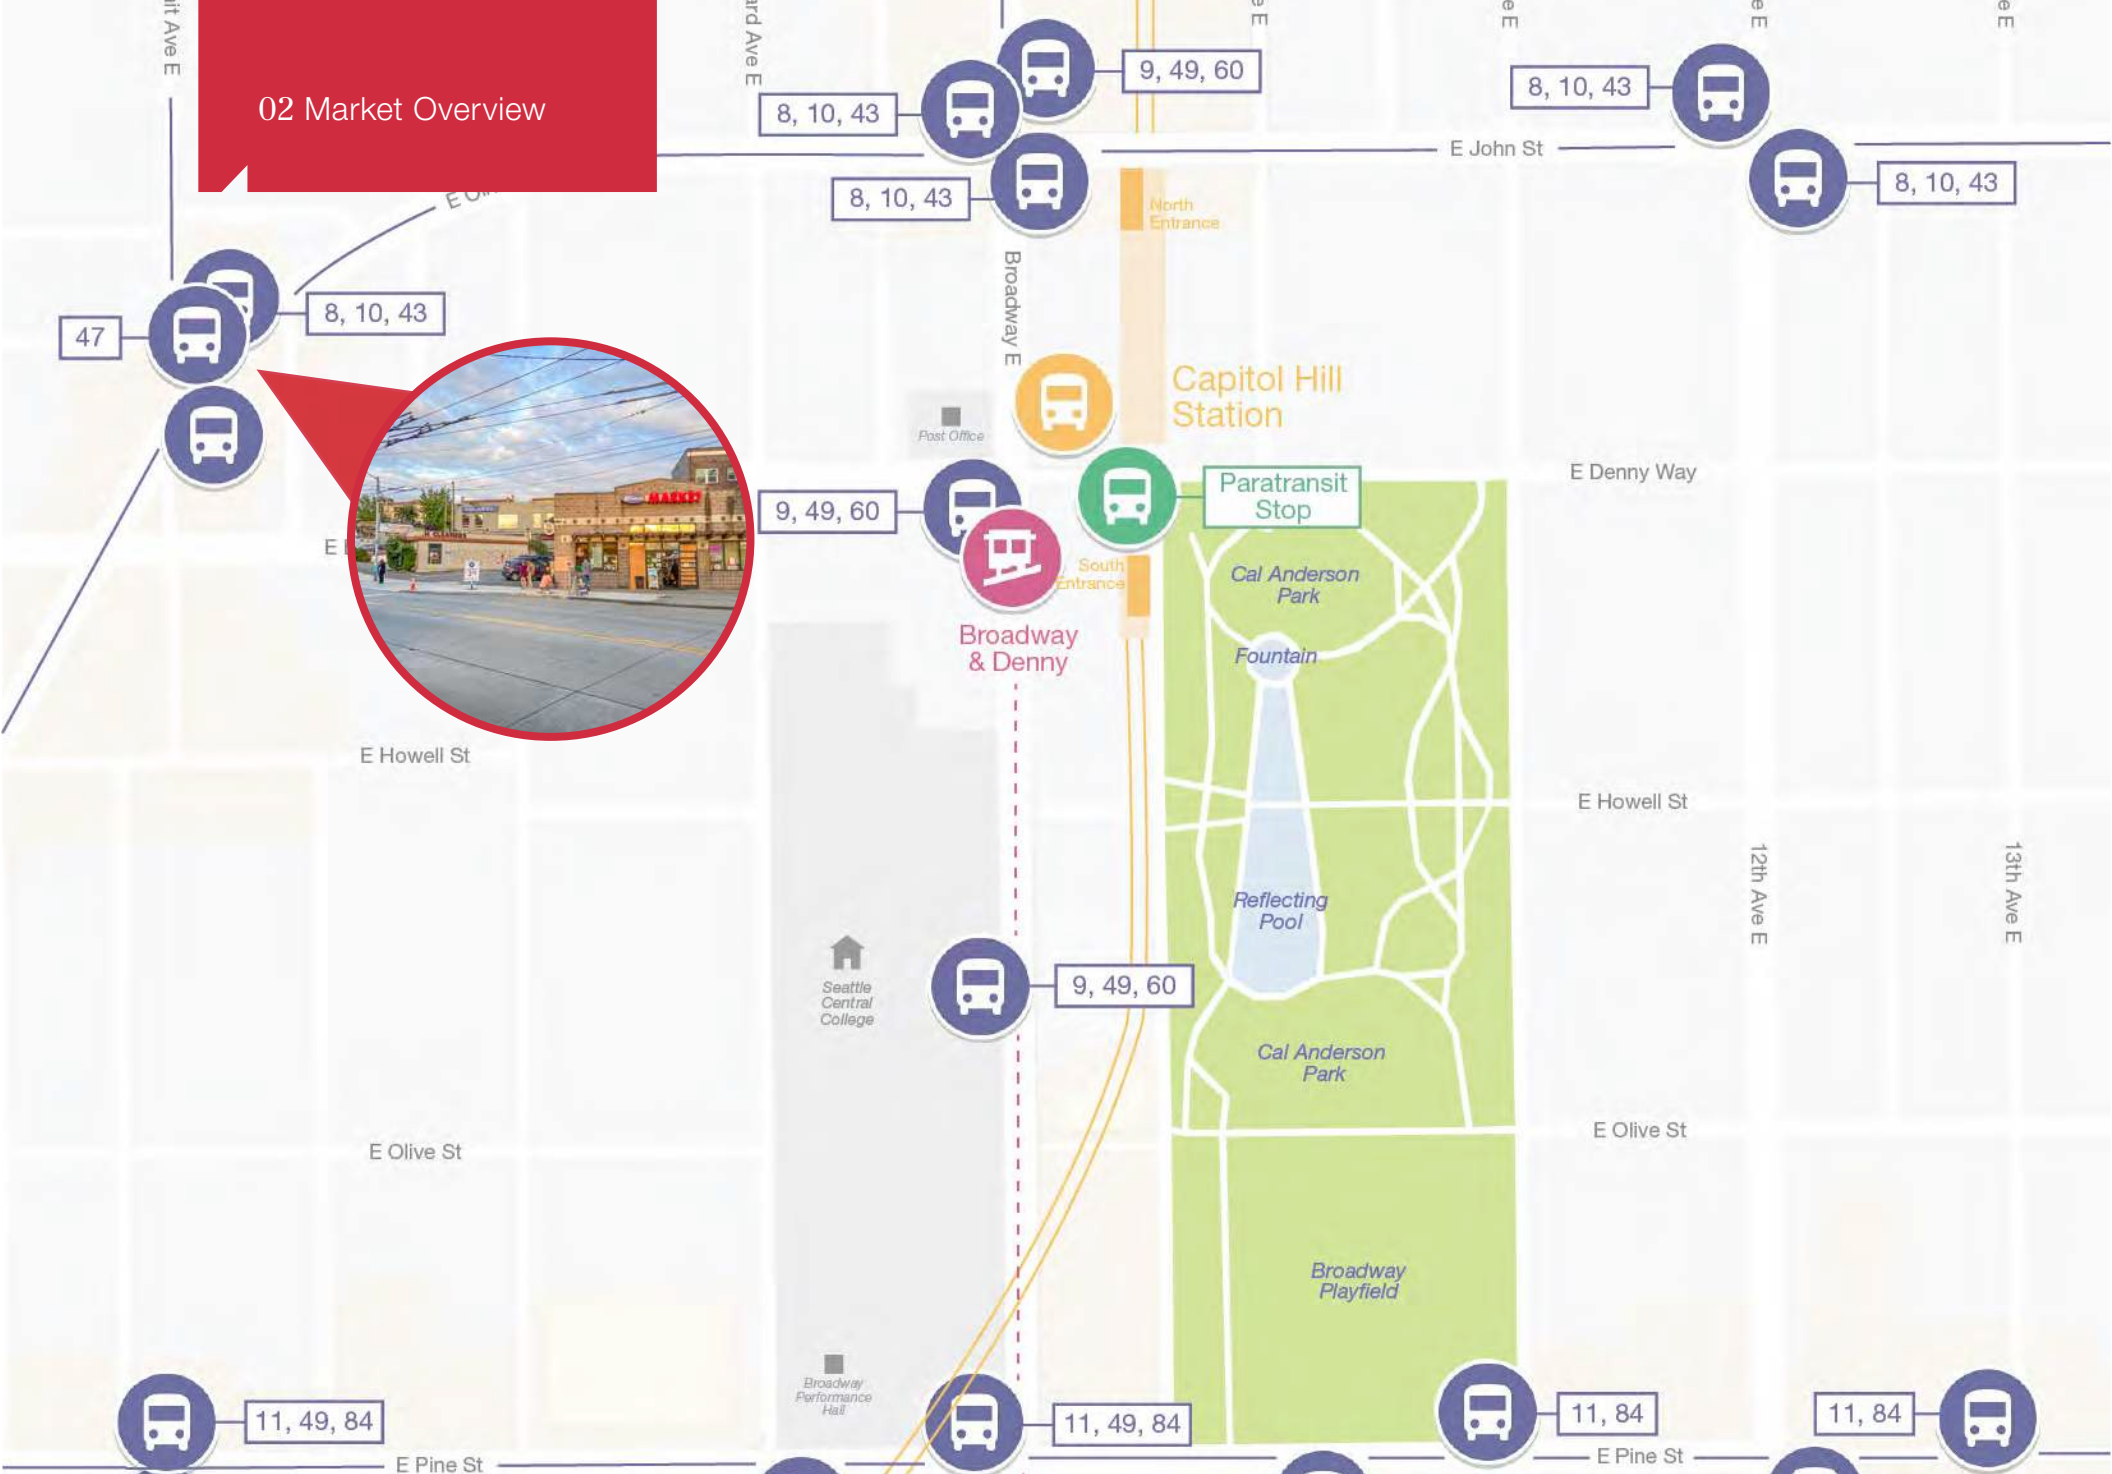 02 Market Overview
9, 49, 60
8, 10, 43
8, 10, 43
E John St
8, 10, 43
8, 10, 43
North
Entrance
Broadway E
47
8, 10, 43
Capitol Hill
Station
Post Office
MARKET
9, 49, 60
Paratransit
Stop
E Denny Way
South
Entrance
Cal Anderson
Park
Broadway
& Denny
Fountain
E Howell St
E Howell St
12th Ave E
13th Ave E
Reflecting
Pool
Seattle
Central
College
9, 49, 60
Cal Anderson
Park
E Olive St
E Olive St
Broadway
Playfield
Broadway
Performance
Hall
11, 49, 84
11, 49, 84
11, 84
11, 84
E Pine St
E Pine St